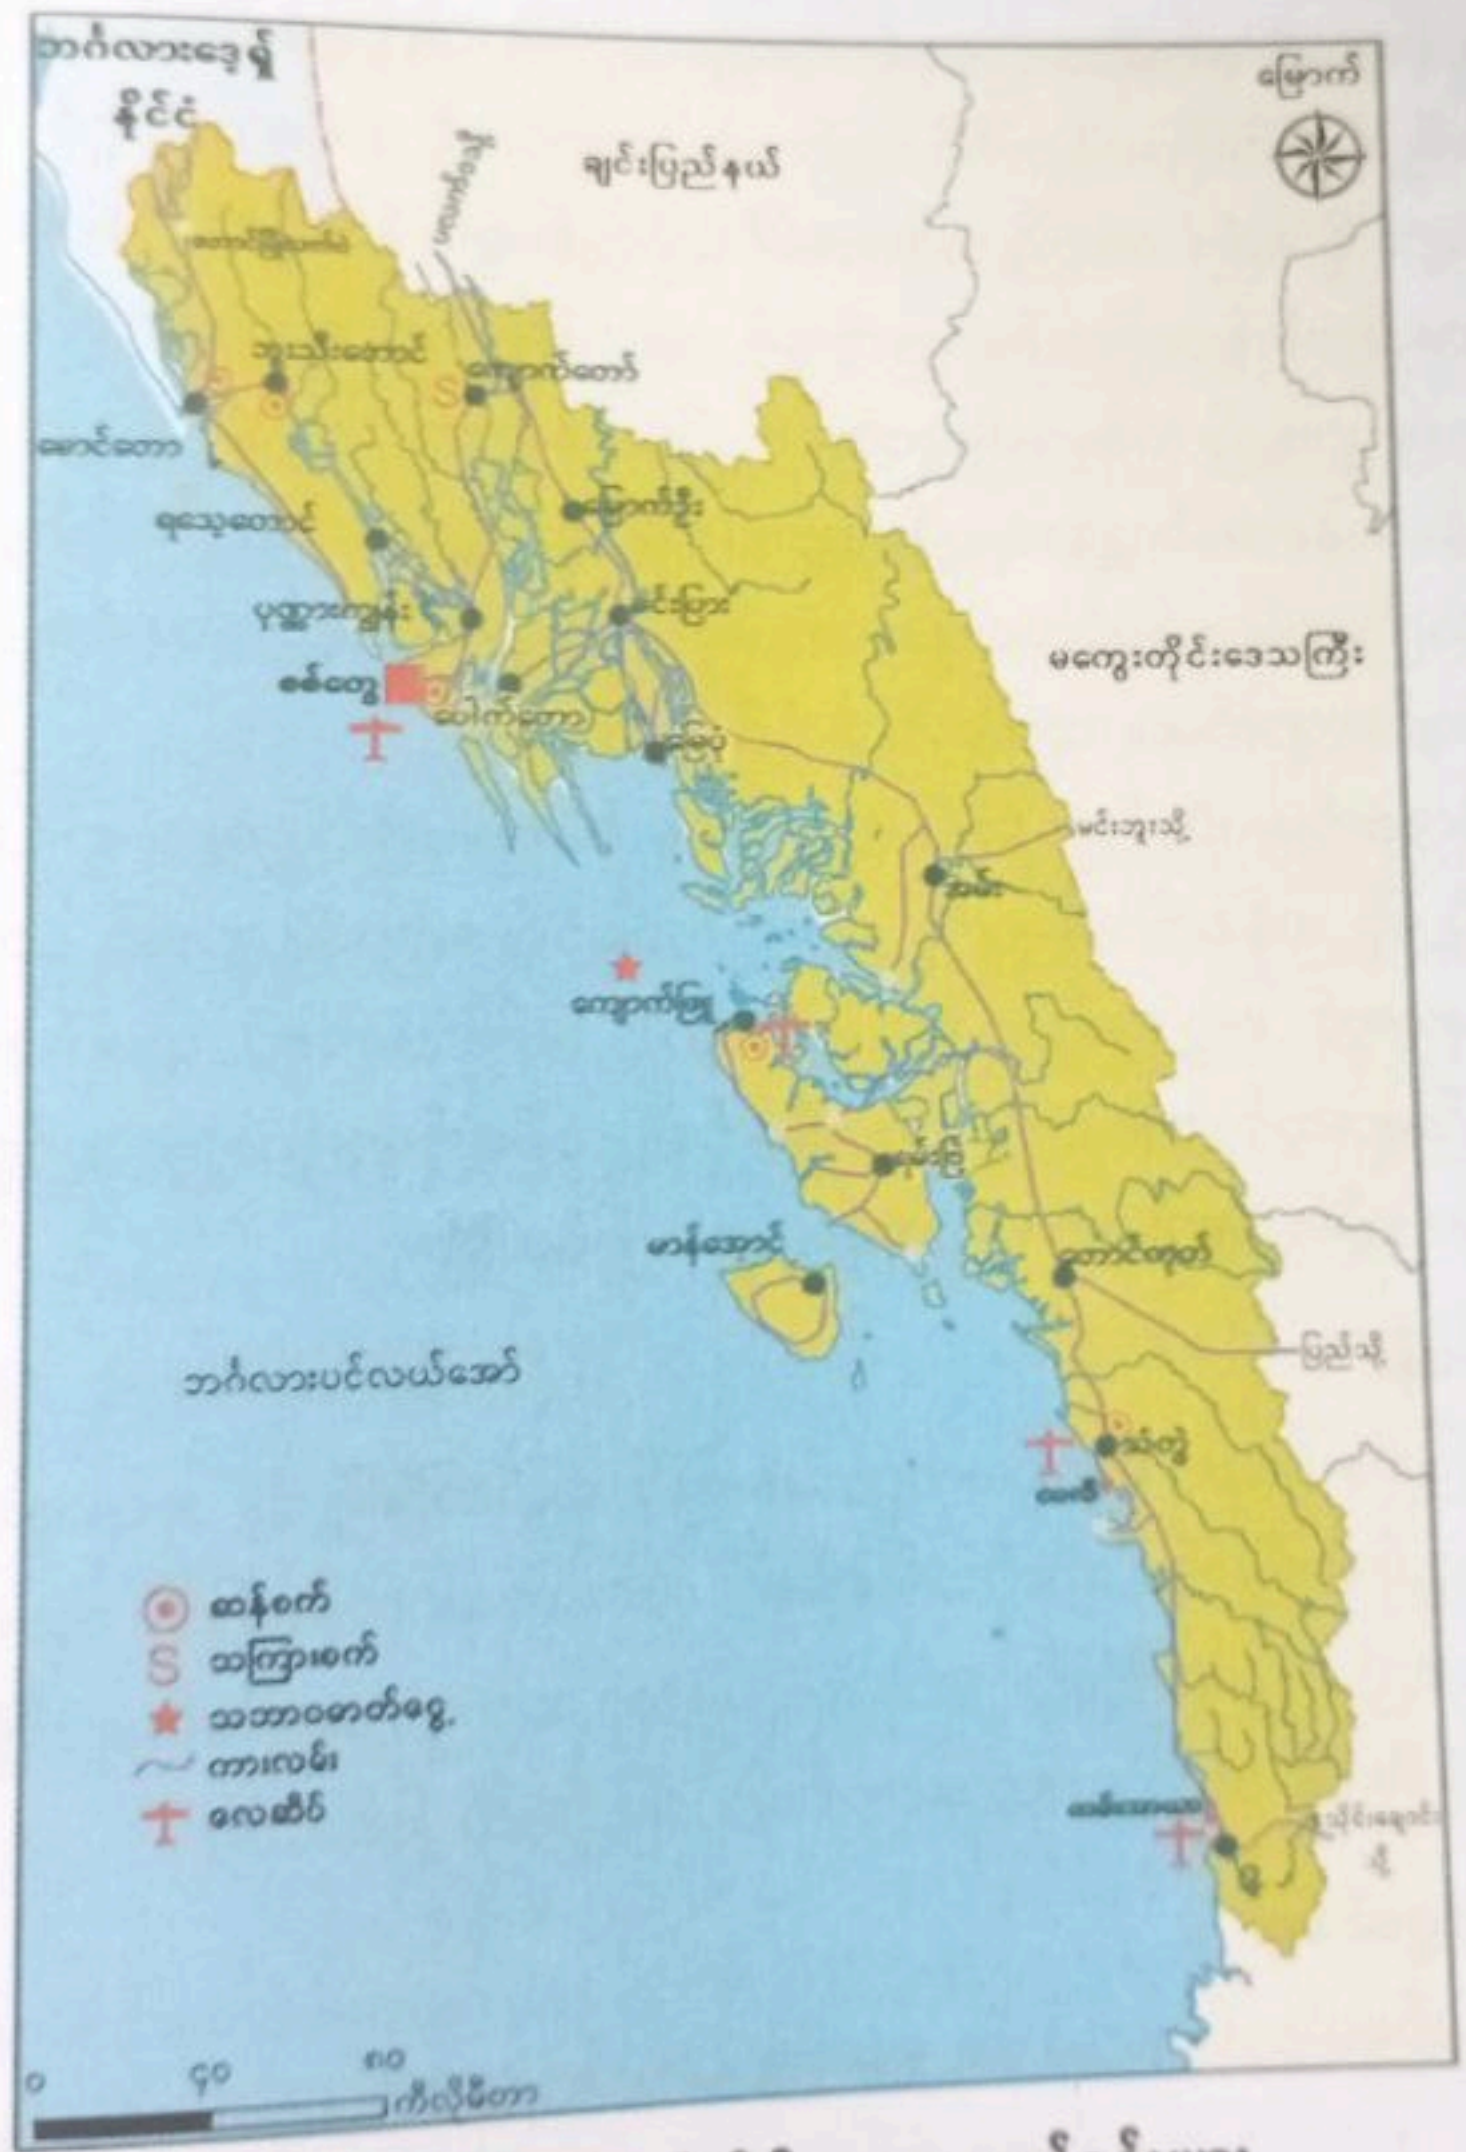 ဘင်္ဂလားဒေ့ရှ်
နိုင်ငံ
မြောက်
ချင်းပြည်နယ်
ပလက်ဝသို့
ဘူးသီးတောင်
ကျောက်တော်
မောင်တော
ရသေ့တောင်
မြောက်ဦး
ပုဏ္ဏားကျွန်း
မင်းပြား
မကွေးတိုင်းဒေသကြီး
စစ်တွေ
ပေါက်တော
မြေပုံ
မင်းဘူးသို့
အမ်း
ကျောက်ဖြူ
မာန်အောင်
တောင်ကုတ်
ပြည်သို့
ဘင်္ဂလားပင်လယ်အော်
သံတွဲ
ဆန်စက်
သကြားစက်
သဘာဝဓာတ်ငွေ့
ကားလမ်း
လေဆိပ်
ဂွ
၀ ၄၀ ၈၀
ကီလိုမီတာ